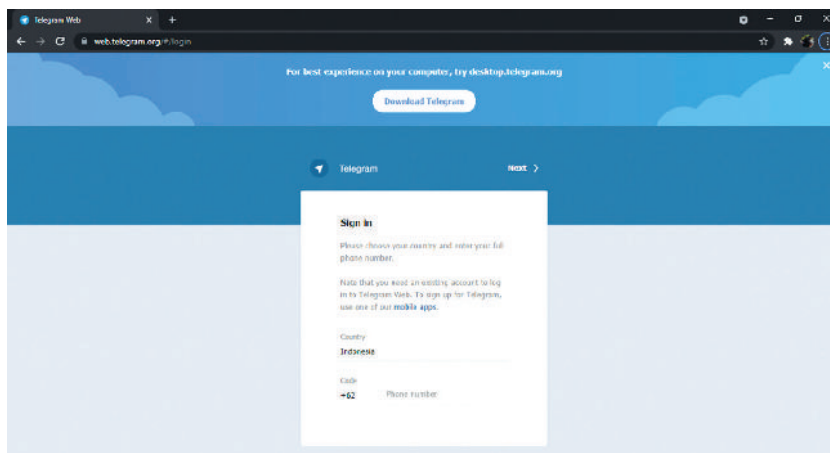 Telegram Web
web.telegram.org/#/login
For best experience on your computer, try desktop.telegram.org
Download Telegram
Telegram
Next
Sign in
Please choose your country and enter your full
phone number.
Note that you need an existing account to log
in to Telegram Web. To sign up for Telegram,
use one of our mobile apps.
Country
Indonesia
Code
+62 Phone number